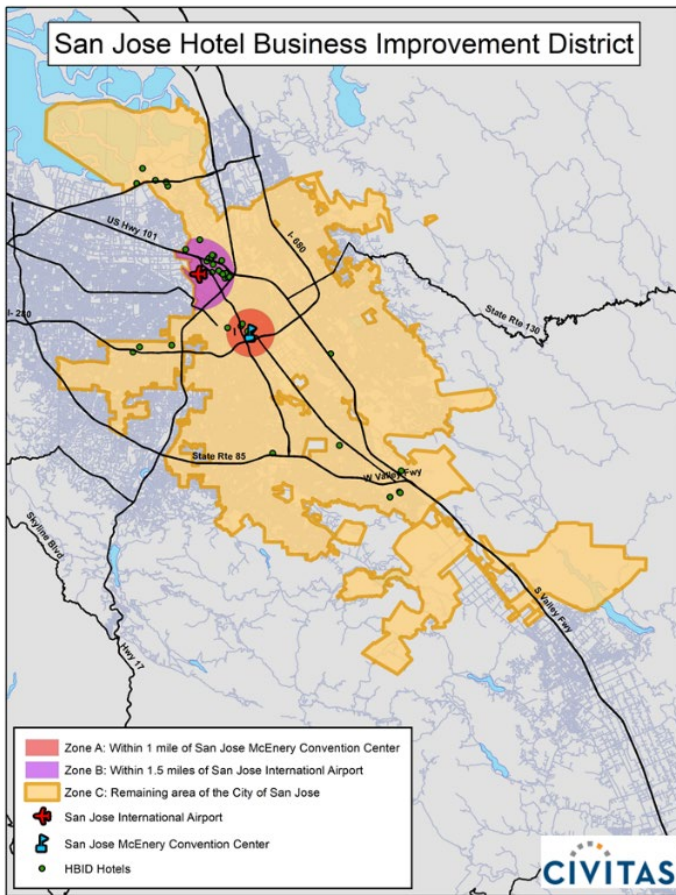 San Jose Hotel Business Improvement District
US Hwy 101
I- 680
State Rte 130
I- 280
State Rte 85
W Valley Fwy
Skyline Blvd
S Valley Fwy
Hwy 17
Zone A: Within 1 mile of San Jose McEnery Convention Center
Zone B: Within 1.5 miles of San Jose Internationl Airport
Zone C: Remaining area of the City of San Jose
San Jose International Airport
San Jose McEnery Convention Center
HBID Hotels
CIVITAS